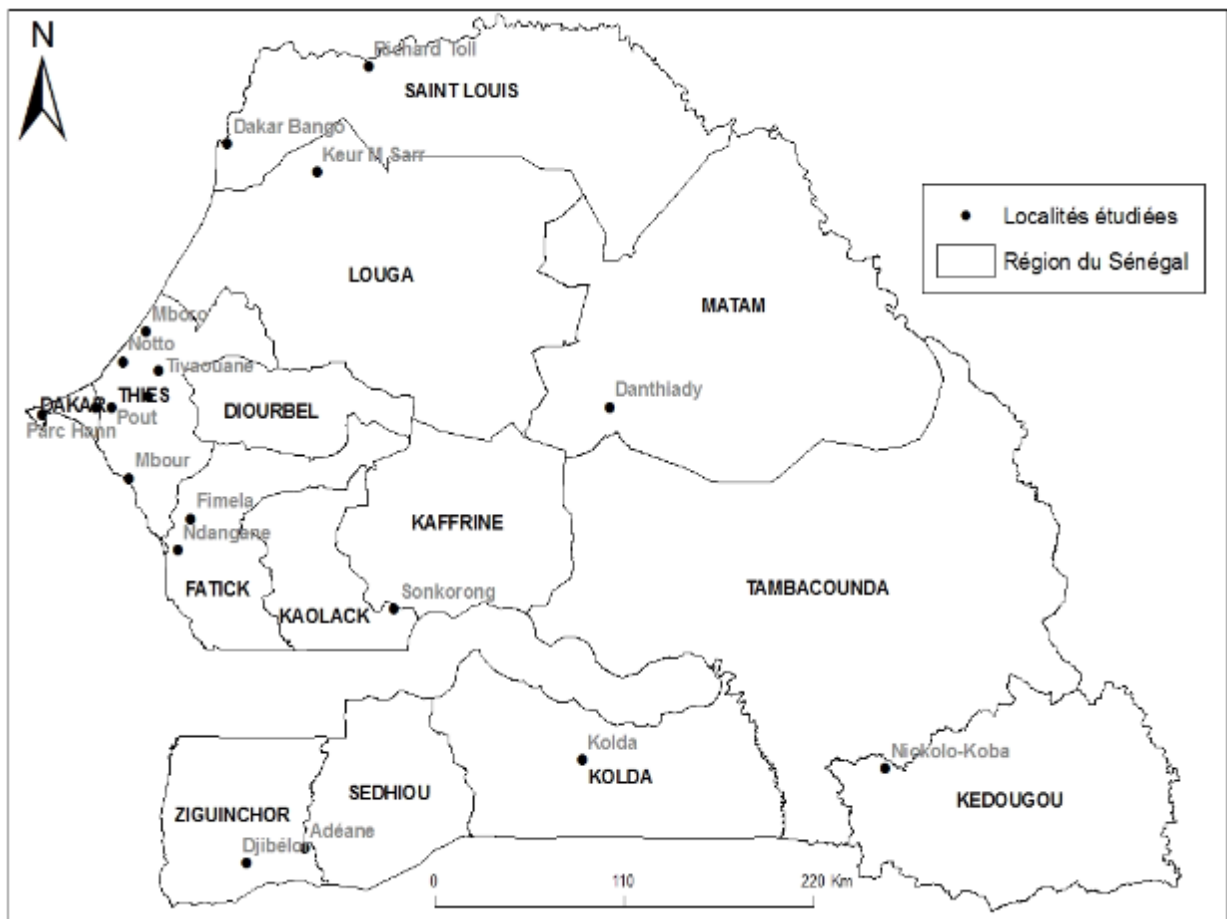 N
Richard Toll
SAINT LOUIS
Dakar Bango
Keur M Sarr
Localités étudiées
Région du Sénégal
LOUGA
MATAM
Mboro
Notto
Tivaouane
Danthiady
DAKAR
THIES
Pout
DIOURBEL
Parc Hann
Mbour
Fimela
KAFFRINE
Ndangane
FATICK
TAMBACOUNDA
Sonkorong
KAOLACK
Kolda
KOLDA
Niokolo-Koba
SEDHIOU
KEDOUGOU
ZIGUINCHOR
Adéane
Djibélor
0 110 220 Km